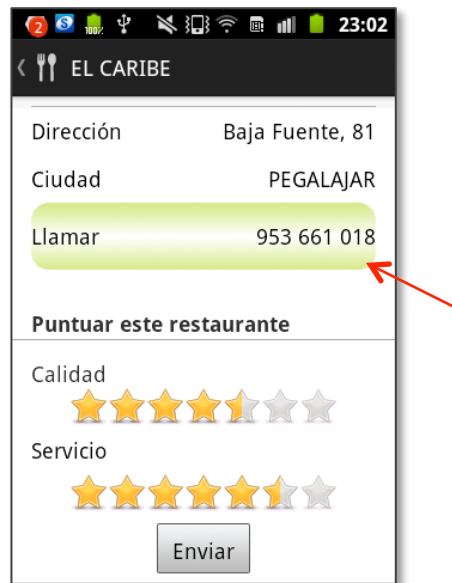 2 S 100% 23:02
EL CARIBE
Dirección Baja Fuente, 81
Ciudad PEGALAJAR
Llamar 953 661 018
Puntuar este restaurante
Calidad
Servicio
Enviar